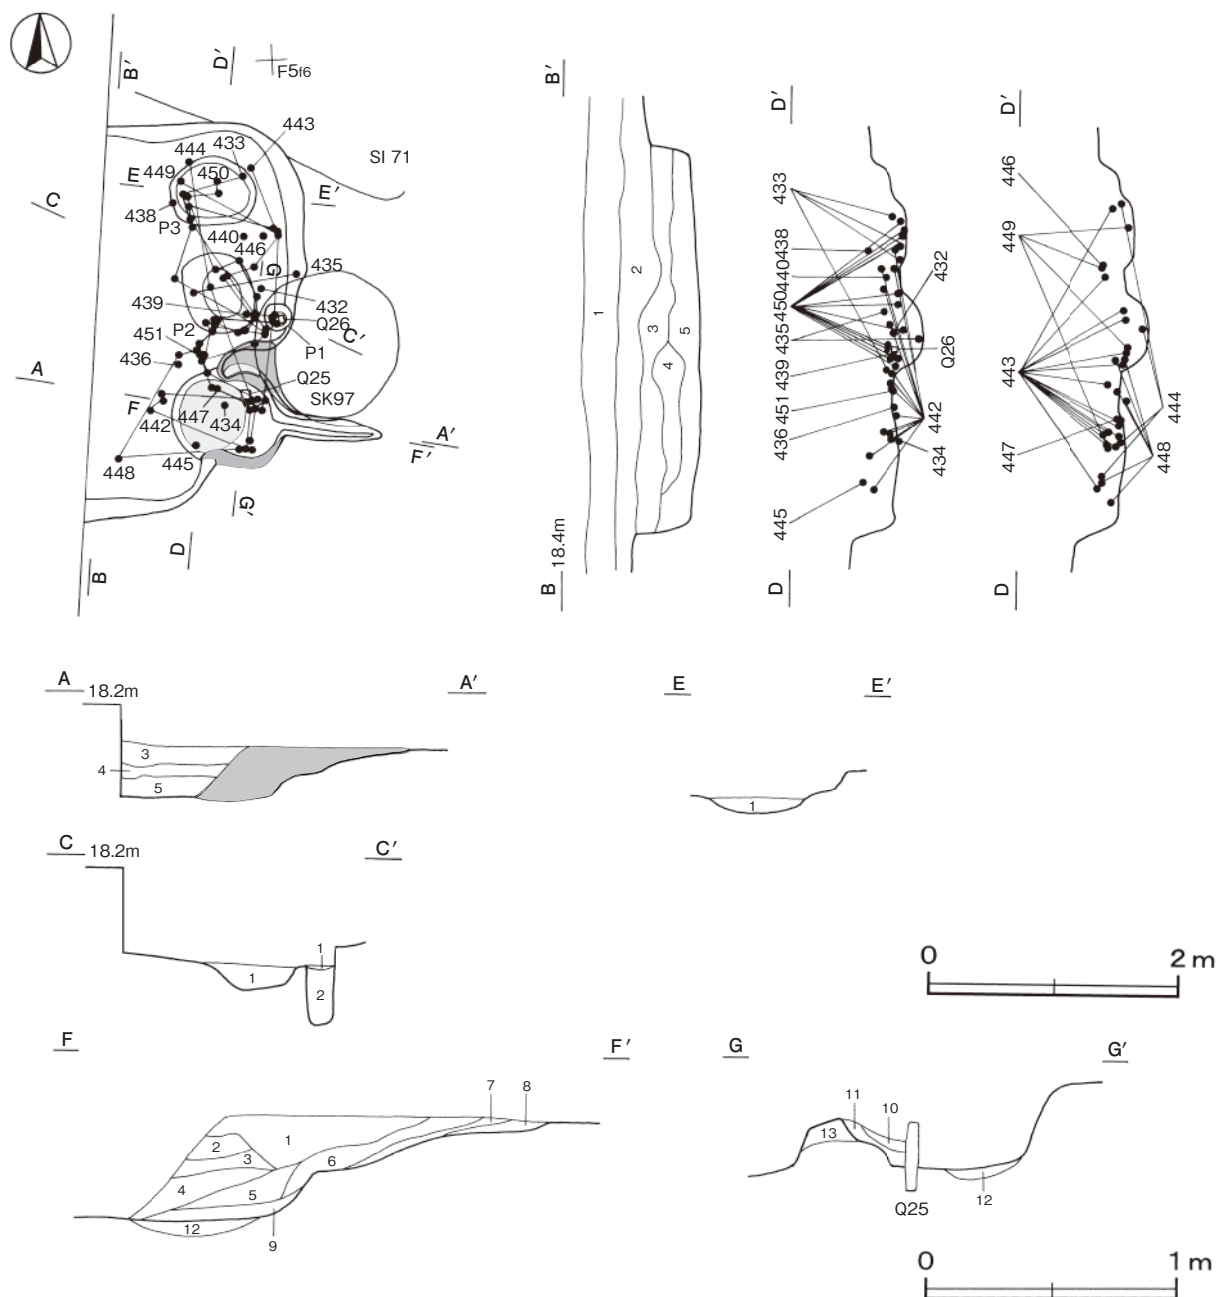 B′
D′
F5f6
443
433
444
SI 71
449
450
E
E′
C
438
P3
440
446
G
435
439
432
Q26
P2
P1
C′
451
436
A
Q25
SK97
F
447
434
442
A′
F′
445
448
G′
D
B
B′
1
2
3
5
4
18.4m
B
D′
433
438
440
450
435
439
451
436
445
432
Q26
442
434
D
D′
446
449
443
447
444
448
D
A 18.2m
A′
3
4
5
E
E′
1
C 18.2m
C′
1
1
2
0 2 m
F
F′
7 8
1
2
3
6
4
5
12
9
G
G′
11 10
13
12
Q25
0 1 m